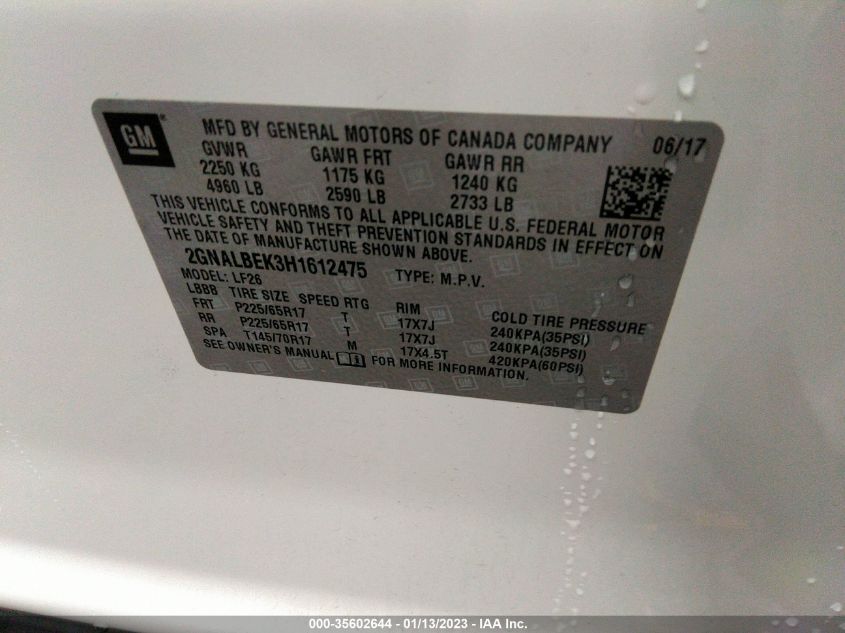 GM ®
MFD BY GENERAL MOTORS OF CANADA COMPANY 06/17
GVWR GAWR FRT GAWR RR
2250 KG 1175 KG 1240 KG
4960 LB 2590 LB 2733 LB
THIS VEHICLE CONFORMS TO ALL APPLICABLE U.S. FEDERAL MOTOR
VEHICLE SAFETY AND THEFT PREVENTION STANDARDS IN EFFECT ON
THE DATE OF MANUFACTURE SHOWN ABOVE.
2GNALBEK3H1612475 TYPE: M.P.V.
MODEL: LF26
LBBB TIRE SIZE SPEED RTG RIM COLD TIRE PRESSURE
FRT P225/65R17 T 17X7J 240KPA(35PSI)
RR P225/65R17 T 17X7J 240KPA(35PSI)
SPA T145/70R17 M 17X4.5T 420KPA(60PSI)
SEE OWNER'S MANUAL FOR MORE INFORMATION.
000-35602644 - 01/13/2023 - IAA Inc.